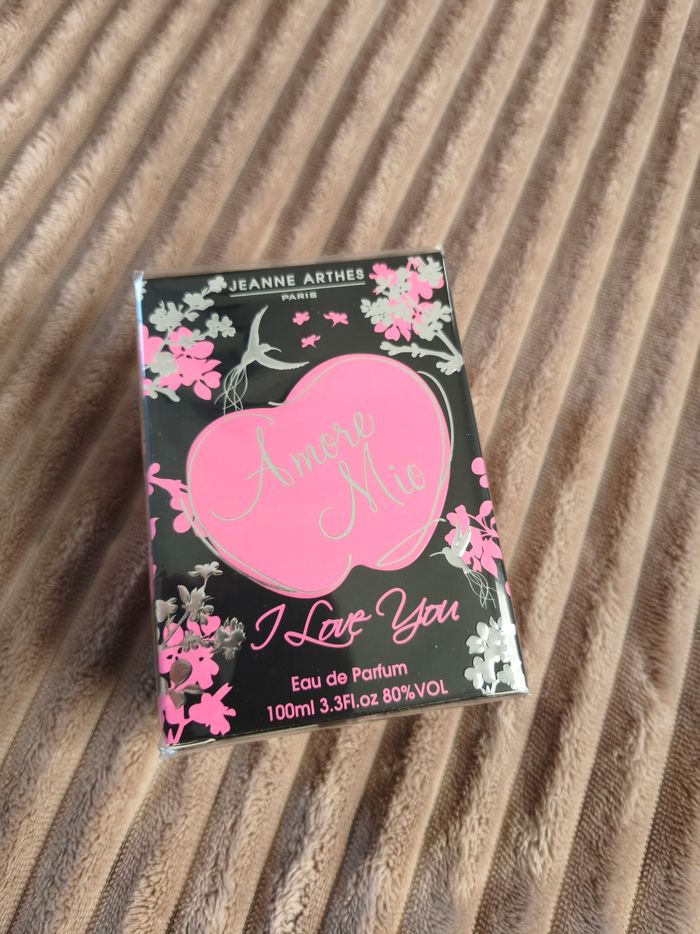 JEANNE ARTHES
PARIS
Amore
Mio
I Love You
Eau de Parfum
100ml 3.3Fl.oz 80%VOL